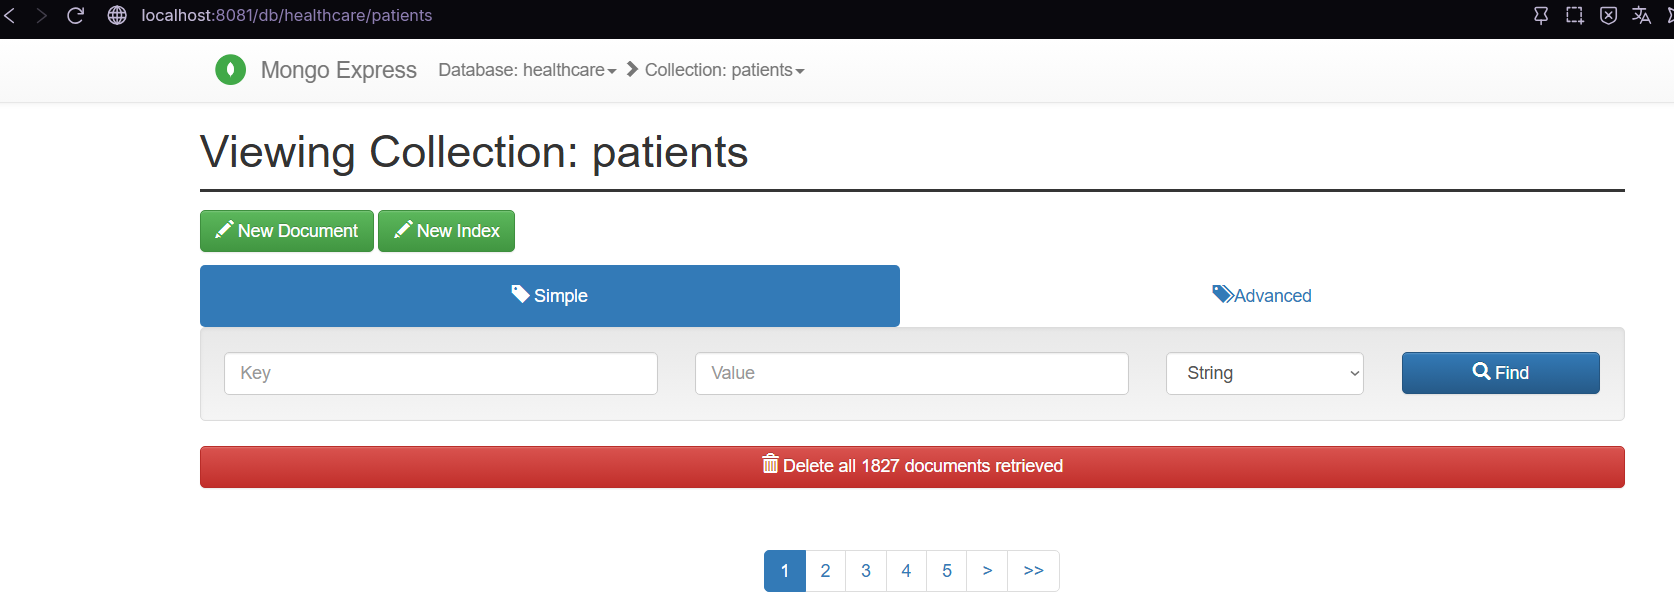 localhost:8081/db/healthcare/patients
Mongo Express Database: healthcare Collection: patients
Viewing Collection: patients
New Document New Index
Simple Advanced
Key Value String Find
Delete all 1827 documents retrieved
1 2 3 4 5 > >>